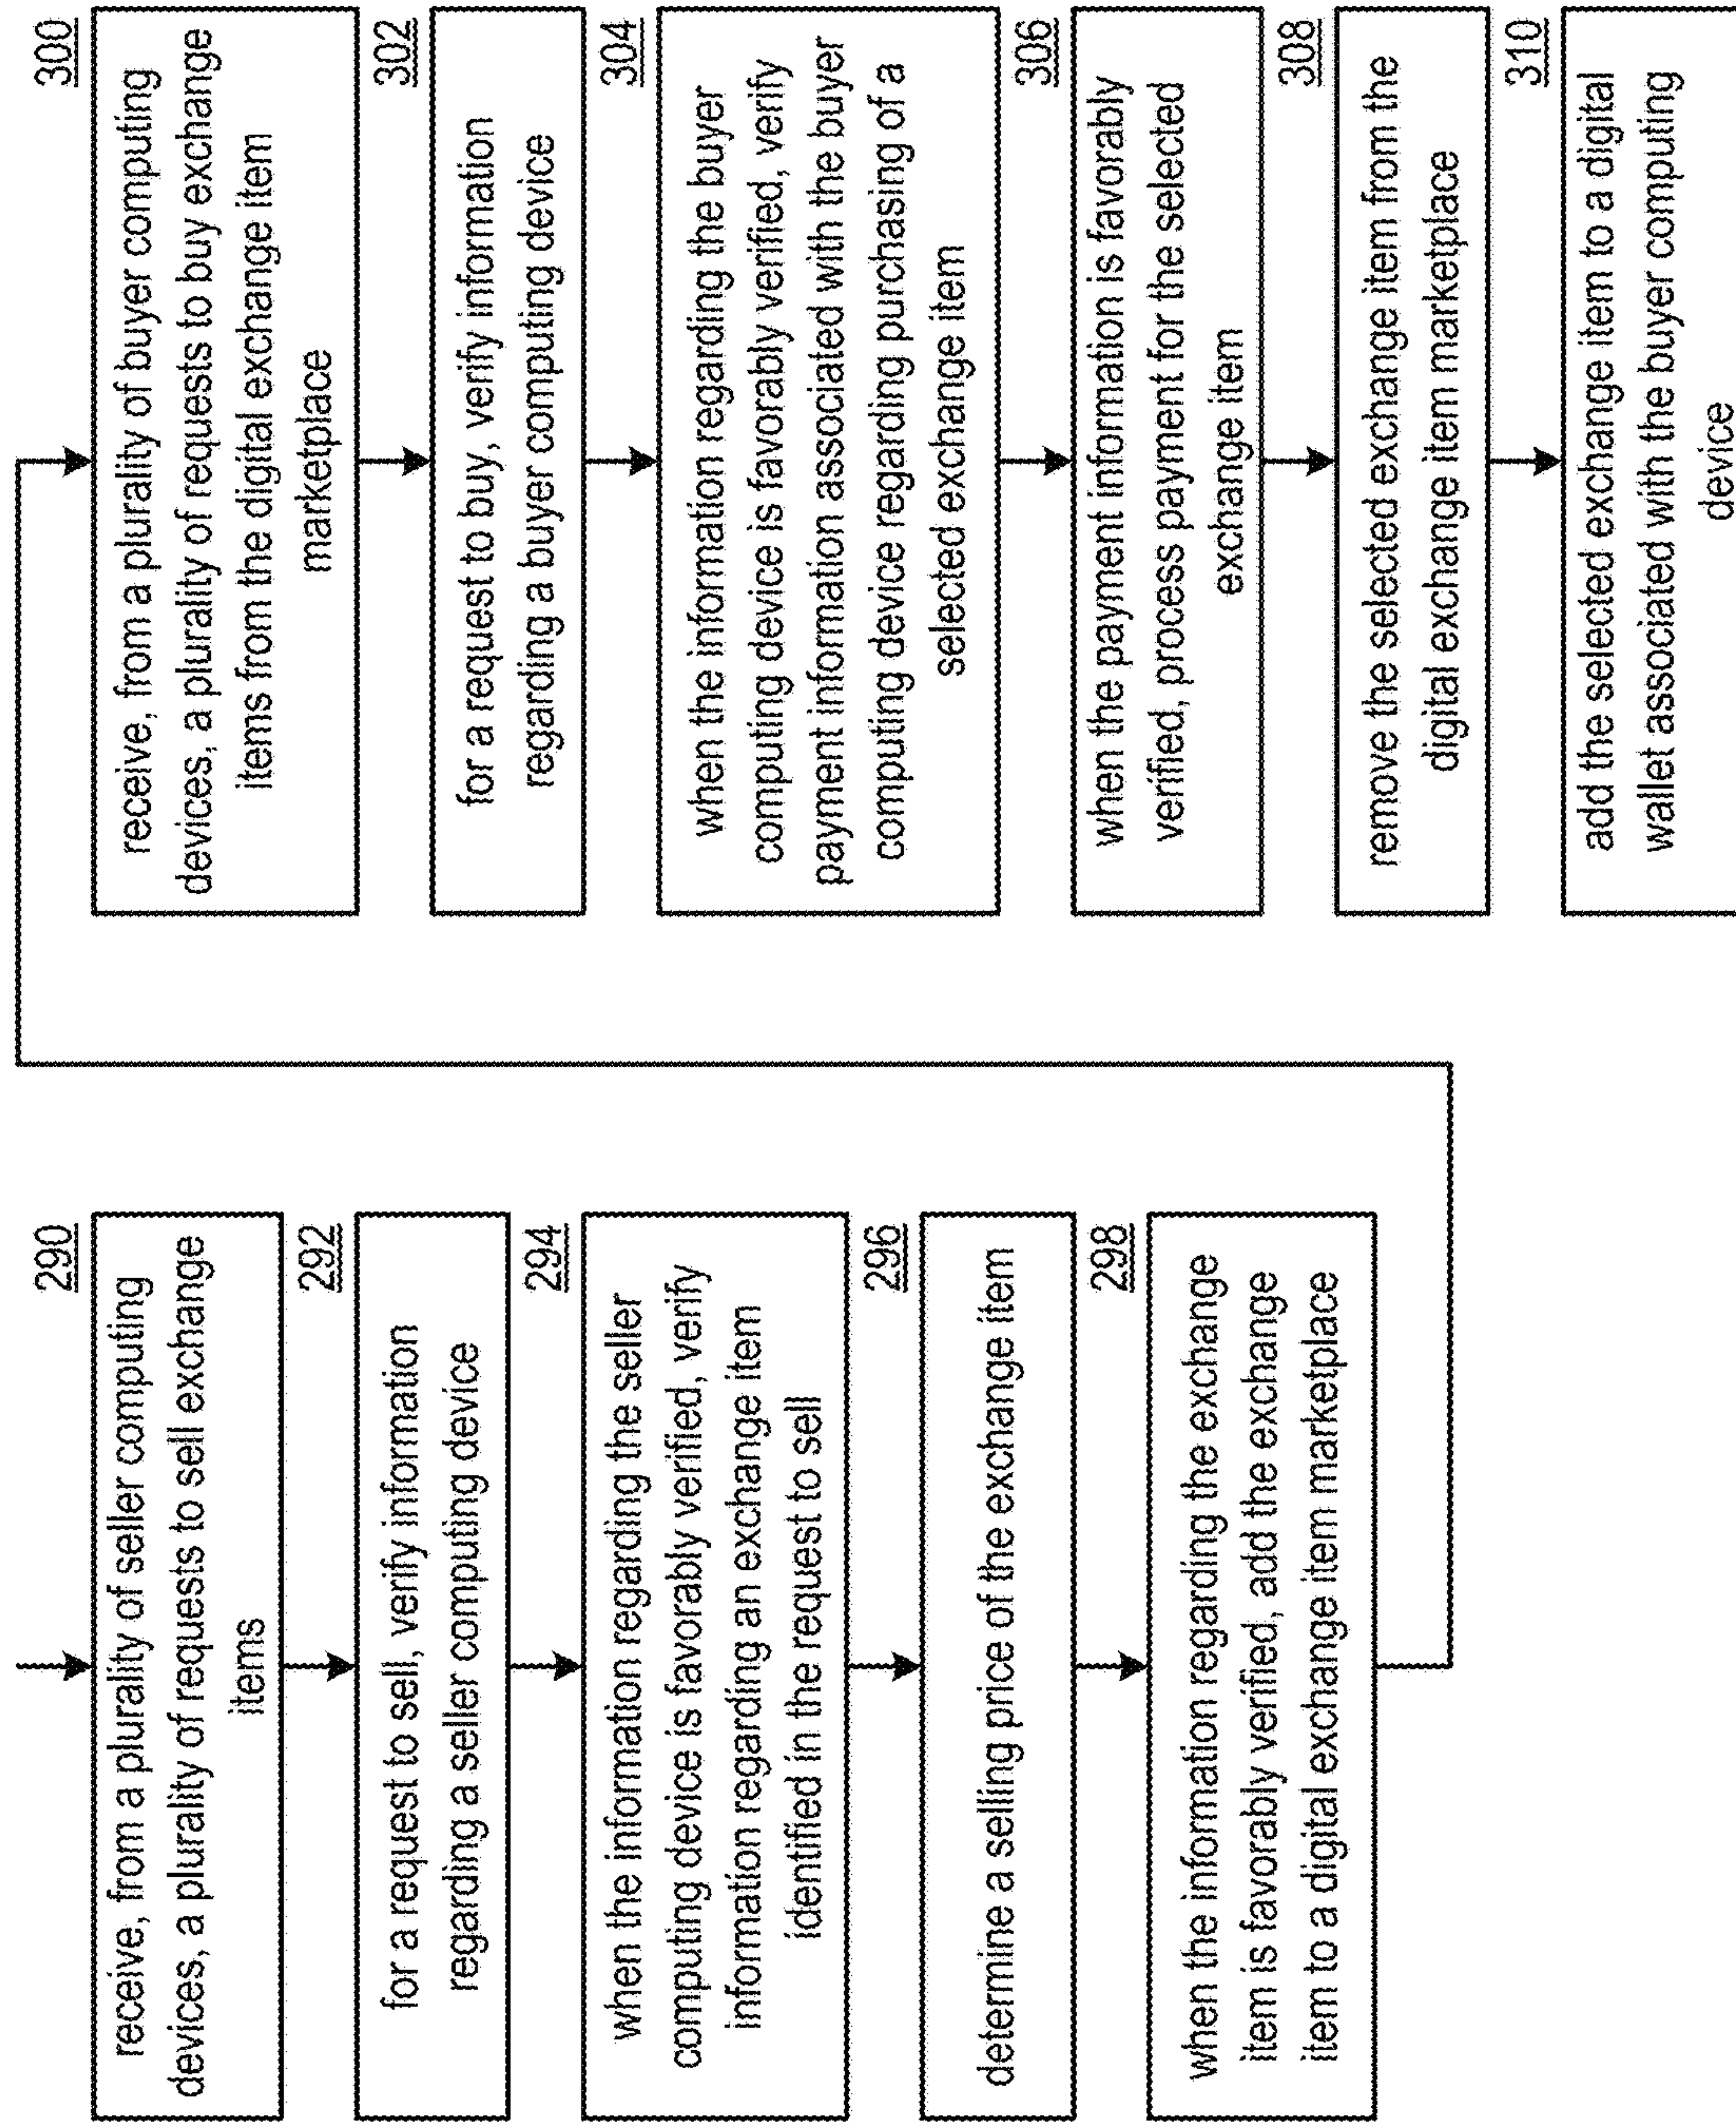 290
receive, from a plurality of seller computing
devices, a plurality of requests to sell exchange
items
292
for a request to sell, verify information
regarding a seller computing device
294
when the information regarding the seller
computing device is favorably verified, verify
information regarding an exchange item
identified in the request to sell
296
determine a selling price of the exchange item
298
when the information regarding the exchange
item is favorably verified, add the exchange
item to a digital exchange item marketplace
300
receive, from a plurality of buyer computing
devices, a plurality of requests to buy exchange
items from the digital exchange item
marketplace
302
for a request to buy, verify information
regarding a buyer computing device
304
when the information regarding the buyer
computing device is favorably verified, verify
payment information associated with the buyer
computing device regarding purchasing of a
selected exchange item
306
when the payment information is favorably
verified, process payment for the selected
exchange item
308
remove the selected exchange item from the
digital exchange item marketplace
310
add the selected exchange item to a digital
wallet associated with the buyer computing
device